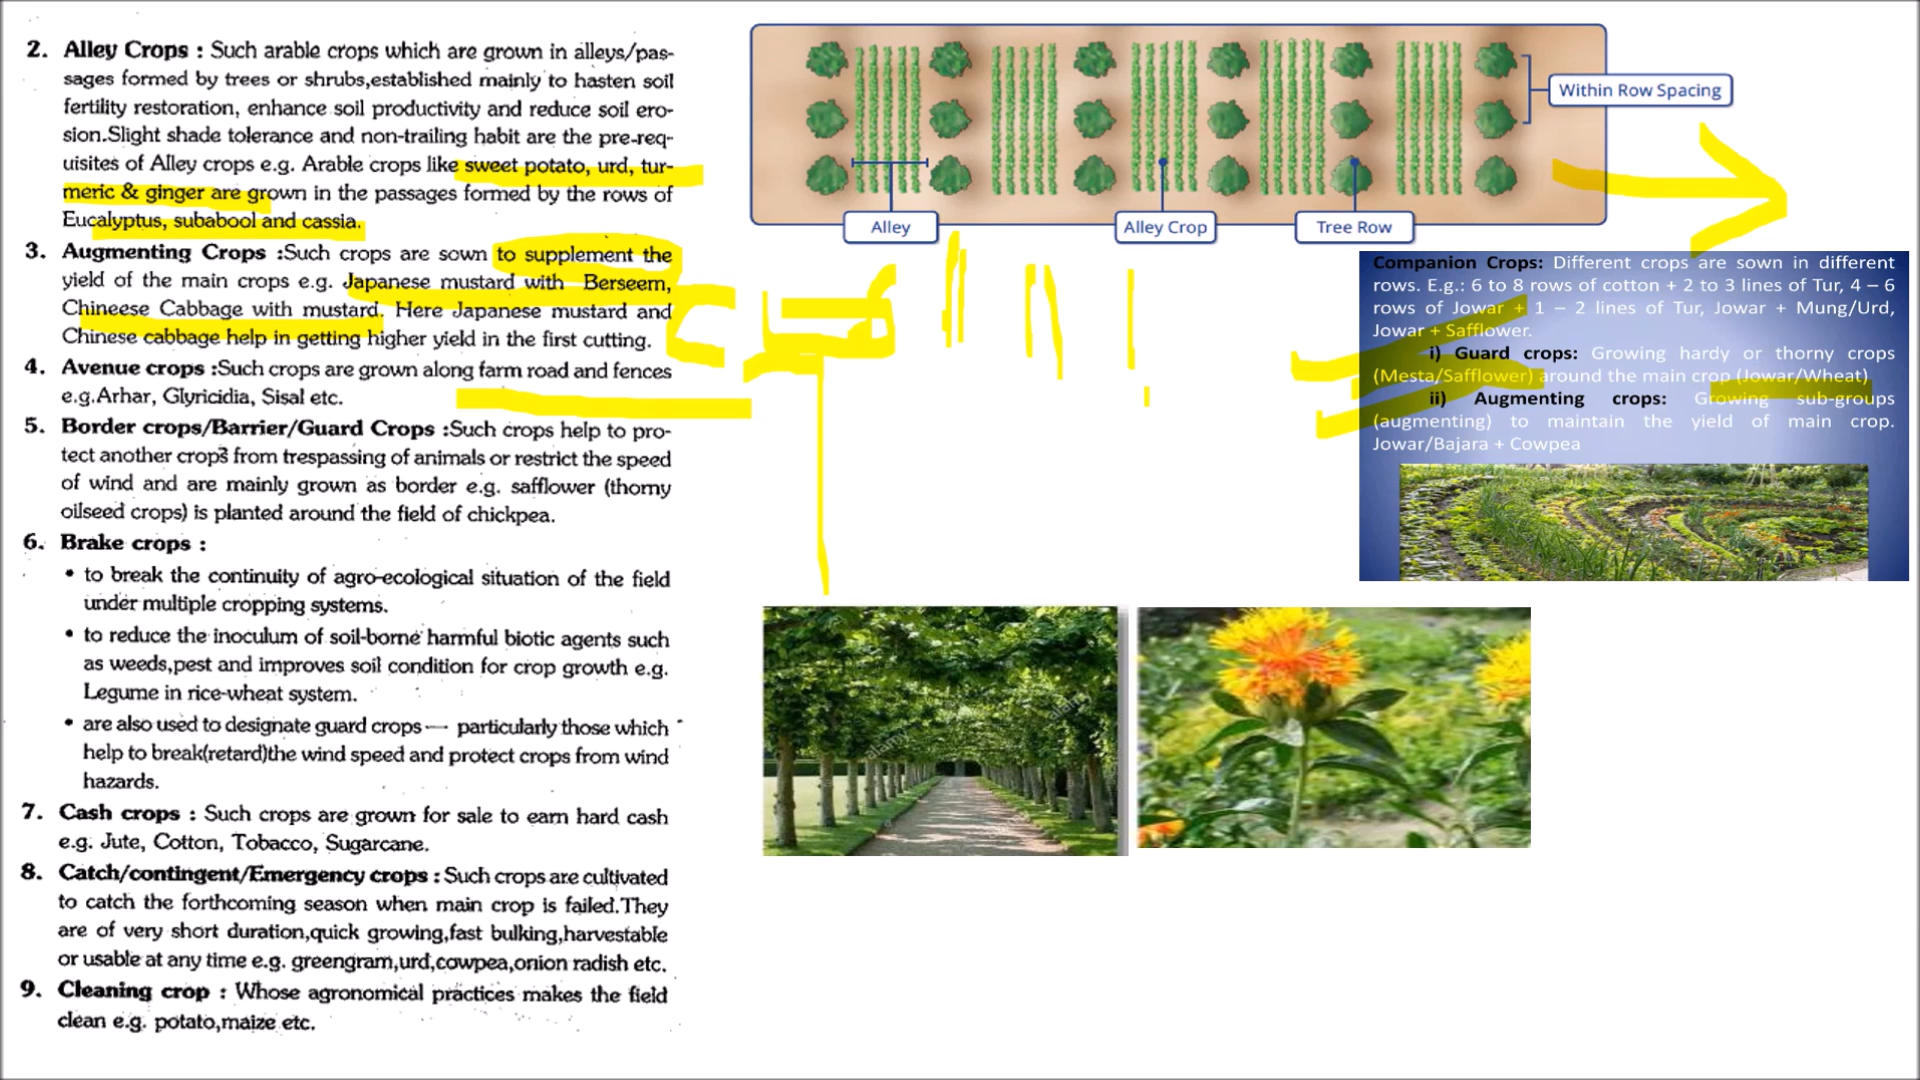 2. Alley Crops : Such arable crops which are grown in alleys/pas-
sages formed by trees or shrubs,established mainly to hasten soil
fertility restoration, enhance soil productivity and reduce soil ero-
sion.Slight shade tolerance and non-trailing habit are the pre-req-
uisites of Alley crops e.g. Arable crops like sweet potato, urd, tur-
meric & ginger are grown in the passages formed by the rows of
Eucalyptus, subabool and cassia.
3. Augmenting Crops :Such crops are sown to supplement the
yield of the main crops e.g. Japanese mustard with Berseem,
Chineese Cabbage with mustard. Here Japanese mustard and
Chinese cabbage help in getting higher yield in the first cutting.
4. Avenue crops :Such crops are grown along farm road and fences
e.g.Arhar, Glyricidia, Sisal etc.
5. Border crops/Barrier/Guard Crops :Such crops help to pro-
tect another crops from trespassing of animals or restrict the speed
of wind and are mainly grown as border e.g. safflower (thorny
oilseed crops) is planted around the field of chickpea.
6. Brake crops :
• to break the continuity of agro-ecological situation of the field
under multiple cropping systems.
• to reduce the inoculum of soil-borne harmful biotic agents such
as weeds,pest and improves soil condition for crop growth e.g.
Legume in rice-wheat system.
• are also used to designate guard crops— particularly those which
help to break(retard)the wind speed and protect crops from wind
hazards.
7. Cash crops : Such crops are grown for sale to earn hard cash
e.g. Jute, Cotton, Tobacco, Sugarcane.
8. Catch/contingent/Emergency crops : Such crops are cultivated
to catch the forthcoming season when main crop is failed.They
are of very short duration,quick growing,fast bulking,harvestable
or usable at any time e.g. greengram,urd,cowpea,onion radish etc.
9. Cleaning crop : Whose agronomical practices makes the field
clean e.g. potato,maize etc.
Within Row Spacing
Alley
Alley Crop
Tree Row
Companion Crops: Different crops are sown in different
rows. E.g.: 6 to 8 rows of cotton + 2 to 3 lines of Tur, 4 – 6
rows of Jowar + 1 – 2 lines of Tur, Jowar + Mung/Urd,
Jowar + Safflower.
i) Guard crops: Growing hardy or thorny crops
(Mesta/Safflower) around the main crop (Jowar/Wheat)
ii) Augmenting crops: Growing sub-groups
(augmenting) to maintain the yield of main crop.
Jowar/Bajara + Cowpea
alamy
alamy